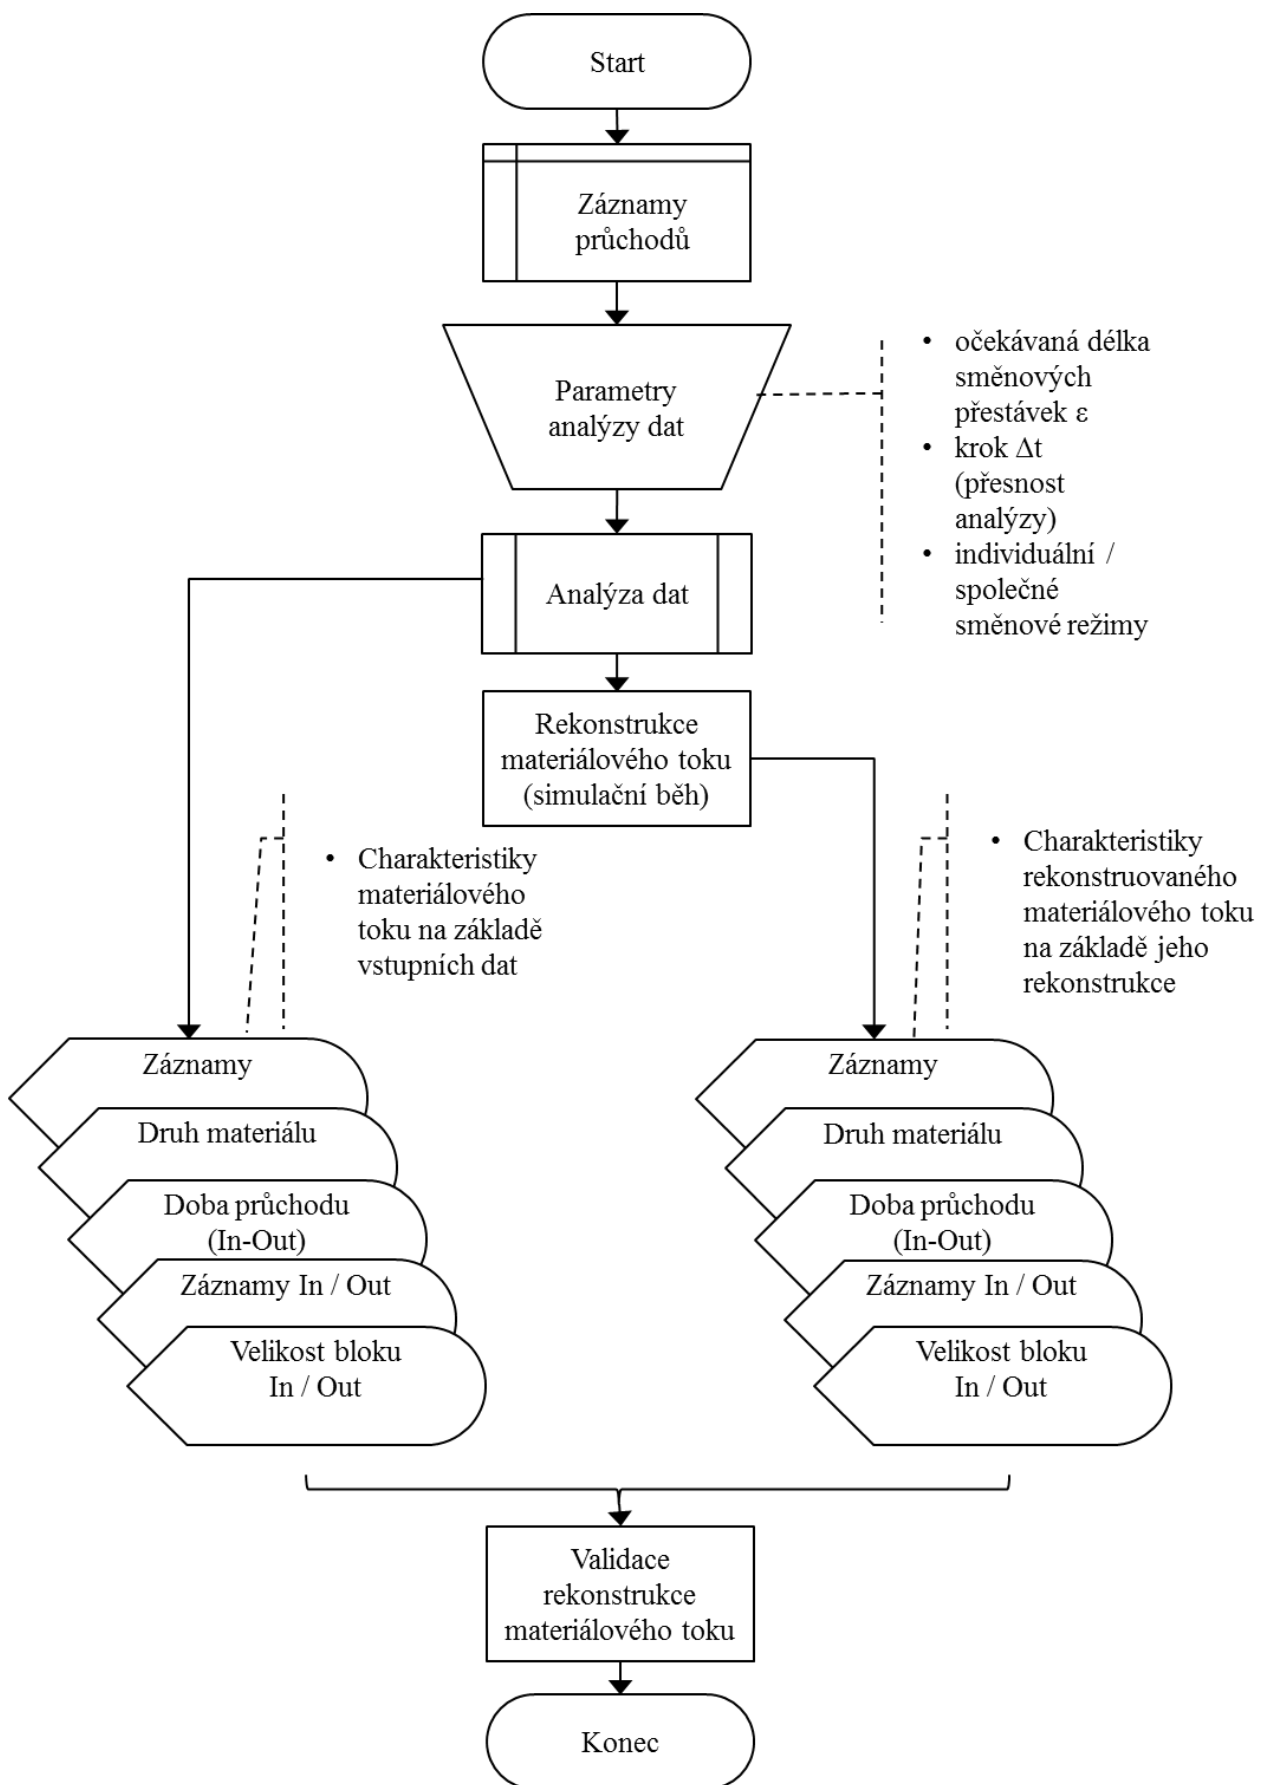 Start
Záznamy
průchodů
Parametry
analýzy dat
• očekávaná délka
směnových
přestávek ε
• krok Δt
(přesnost
analýzy)
• individuální /
společné
směnové režimy
Analýza dat
Rekonstrukce
materiálového toku
(simulační běh)
• Charakteristiky
materiálového
toku na základě
vstupních dat
• Charakteristiky
rekonstruovaného
materiálového toku
na základě jeho
rekonstrukce
Záznamy
Druh materiálu
Doba průchodu
(In-Out)
Záznamy In / Out
Velikost bloku
In / Out
Záznamy
Druh materiálu
Doba průchodu
(In-Out)
Záznamy In / Out
Velikost bloku
In / Out
Validace
rekonstrukce
materiálového toku
Konec